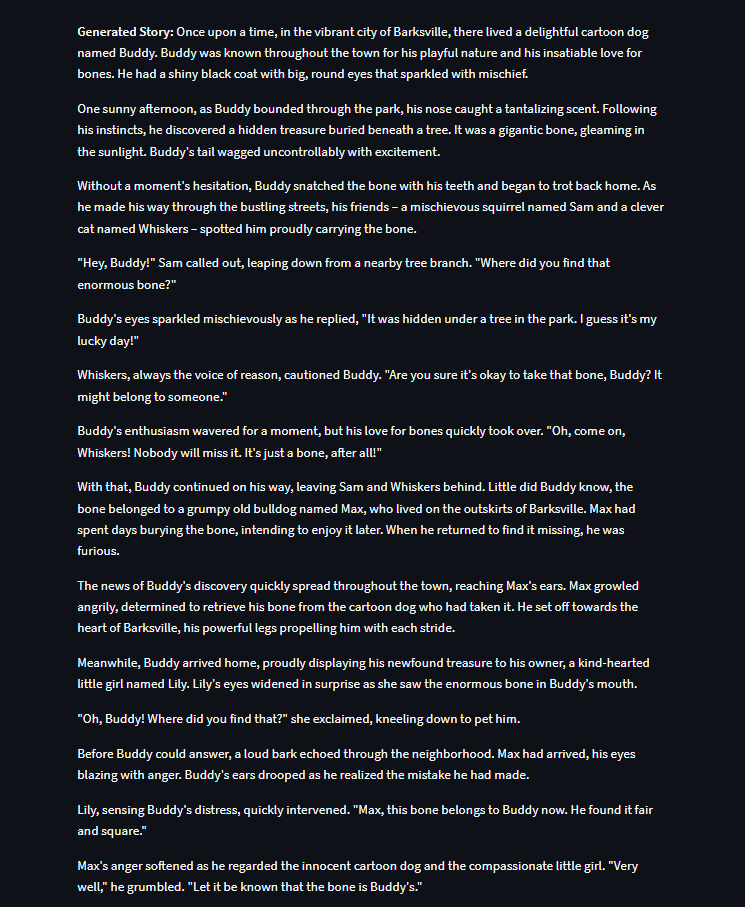 Generated Story: Once upon a time, in the vibrant city of Barksville, there lived a delightful cartoon dog
named Buddy. Buddy was known throughout the town for his playful nature and his insatiable love for
bones. He had a shiny black coat with big, round eyes that sparkled with mischief.
One sunny afternoon, as Buddy bounded through the park, his nose caught a tantalizing scent. Following
his instincts, he discovered a hidden treasure buried beneath a tree. It was a gigantic bone, gleaming in
the sunlight. Buddy's tail wagged uncontrollably with excitement.
Without a moment's hesitation, Buddy snatched the bone with his teeth and began to trot back home. As
he made his way through the bustling streets, his friends – a mischievous squirrel named Sam and a clever
cat named Whiskers – spotted him proudly carrying the bone.
"Hey, Buddy!" Sam called out, leaping down from a nearby tree branch. "Where did you find that
enormous bone?"
Buddy's eyes sparkled mischievously as he replied, "It was hidden under a tree in the park. I guess it's my
lucky day!"
Whiskers, always the voice of reason, cautioned Buddy. "Are you sure it's okay to take that bone, Buddy? It
might belong to someone."
Buddy's enthusiasm wavered for a moment, but his love for bones quickly took over. "Oh, come on,
Whiskers! Nobody will miss it. It's just a bone, after all!"
With that, Buddy continued on his way, leaving Sam and Whiskers behind. Little did Buddy know, the
bone belonged to a grumpy old bulldog named Max, who lived on the outskirts of Barksville. Max had
spent days burying the bone, intending to enjoy it later. When he returned to find it missing, he was
furious.
The news of Buddy's discovery quickly spread throughout the town, reaching Max's ears. Max growled
angrily, determined to retrieve his bone from the cartoon dog who had taken it. He set off towards the
heart of Barksville, his powerful legs propelling him with each stride.
Meanwhile, Buddy arrived home, proudly displaying his newfound treasure to his owner, a kind-hearted
little girl named Lily. Lily's eyes widened in surprise as she saw the enormous bone in Buddy's mouth.
"Oh, Buddy! Where did you find that?" she exclaimed, kneeling down to pet him.
Before Buddy could answer, a loud bark echoed through the neighborhood. Max had arrived, his eyes
blazing with anger. Buddy's ears drooped as he realized the mistake he had made.
Lily, sensing Buddy's distress, quickly intervened. "Max, this bone belongs to Buddy now. He found it fair
and square."
Max's anger softened as he regarded the innocent cartoon dog and the compassionate little girl. "Very
well," he grumbled. "Let it be known that the bone is Buddy's."